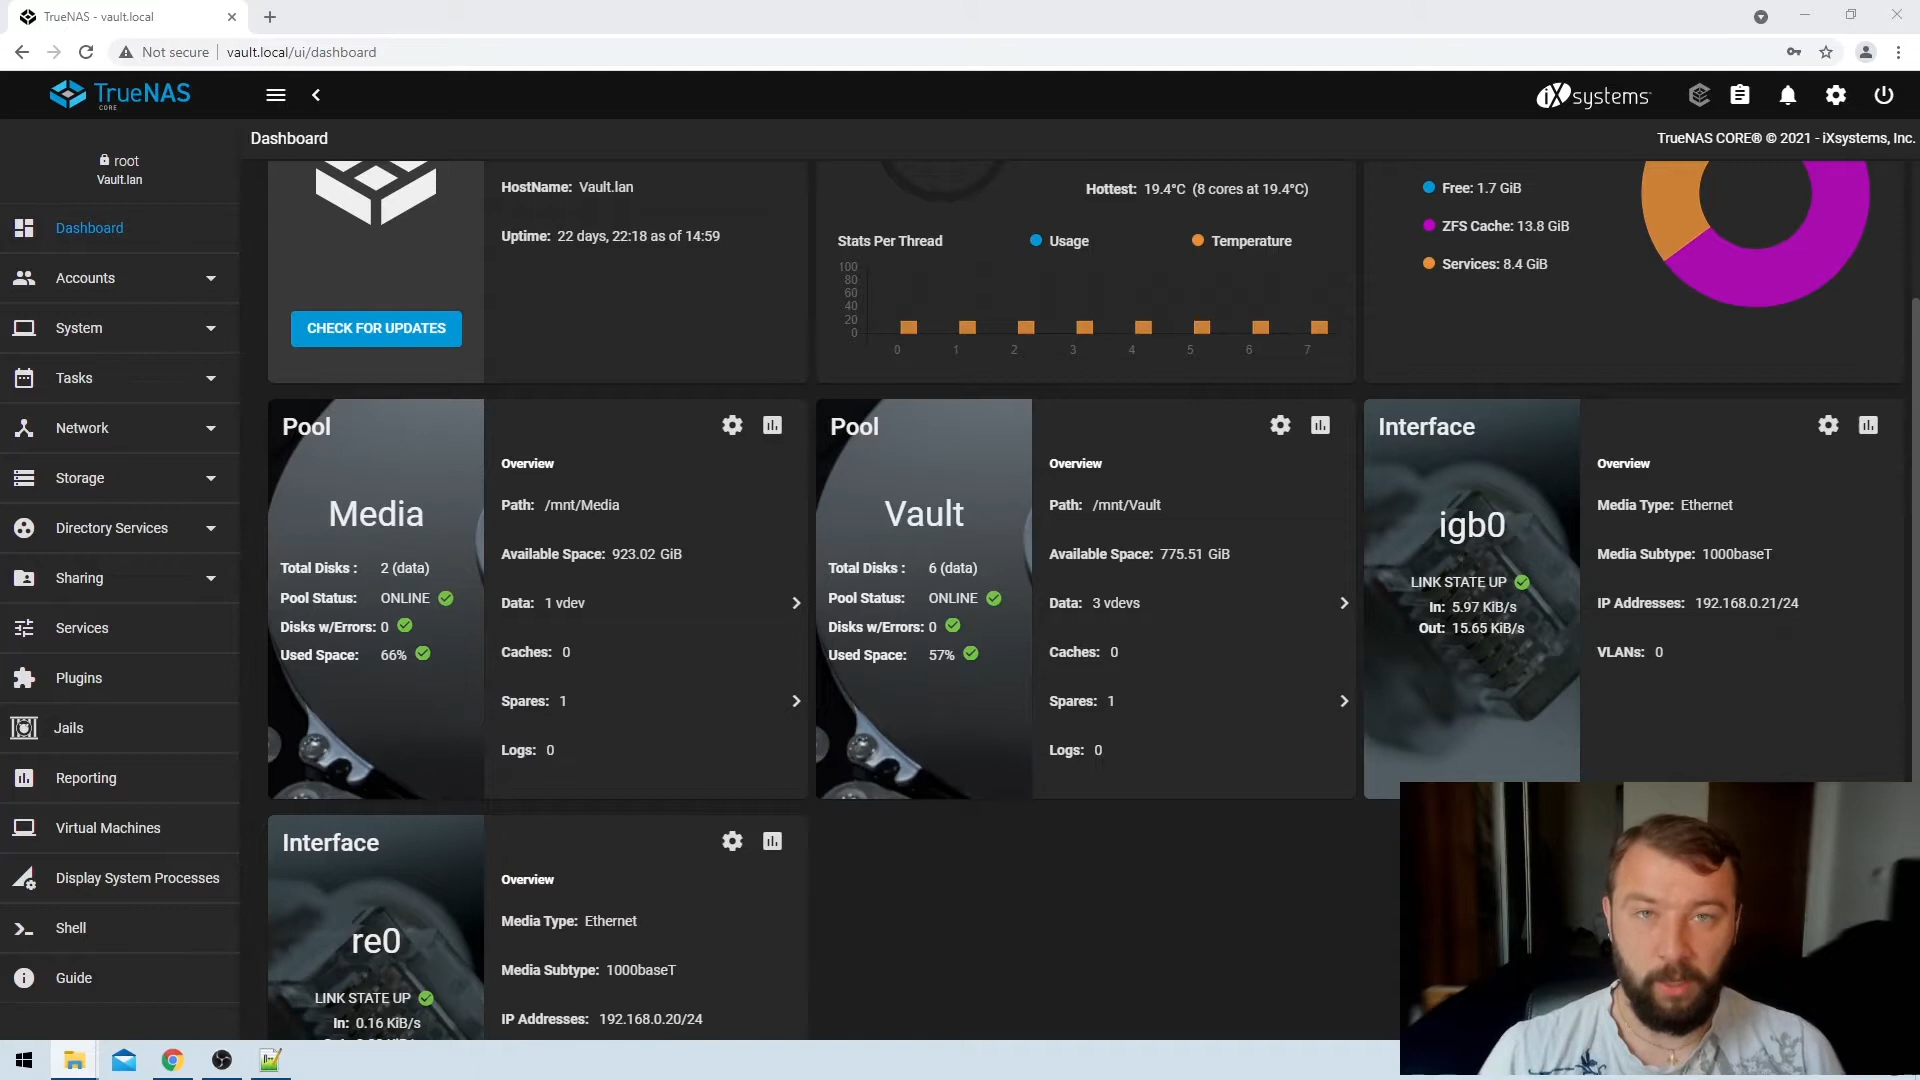 TrueNAS - vault.local
Not secure
vault.local/ui/dashboard
TrueNAS
CORE
iXsystems
Dashboard
TrueNAS CORE® © 2021 - iXsystems, Inc.
root
Vault.lan
Dashboard
Accounts
System
Tasks
Network
Storage
Directory Services
Sharing
Services
Plugins
Jails
Reporting
Virtual Machines
Display System Processes
Shell
Guide
HostName: Vault.lan
Uptime: 22 days, 22:18 as of 14:59
CHECK FOR UPDATES
Hottest: 19.4°C (8 cores at 19.4°C)
Stats Per Thread
Usage
Temperature
100
80
60
40
20
0
0 1 2 3 4 5 6 7
Free: 1.7 GiB
ZFS Cache: 13.8 GiB
Services: 8.4 GiB
Pool
Media
Total Disks : 2 (data)
Pool Status: ONLINE
Disks w/Errors: 0
Used Space: 66%
Overview
Path: /mnt/Media
Available Space: 923.02 GiB
Data: 1 vdev
Caches: 0
Spares: 1
Logs: 0
Pool
Vault
Total Disks : 6 (data)
Pool Status: ONLINE
Disks w/Errors: 0
Used Space: 57%
Overview
Path: /mnt/Vault
Available Space: 775.51 GiB
Data: 3 vdevs
Caches: 0
Spares: 1
Logs: 0
Interface
igb0
LINK STATE UP
In: 5.97 KiB/s
Out: 15.65 KiB/s
Overview
Media Type: Ethernet
Media Subtype: 1000baseT
IP Addresses: 192.168.0.21/24
VLANs: 0
Interface
re0
LINK STATE UP
In: 0.16 KiB/s
Overview
Media Type: Ethernet
Media Subtype: 1000baseT
IP Addresses: 192.168.0.20/24